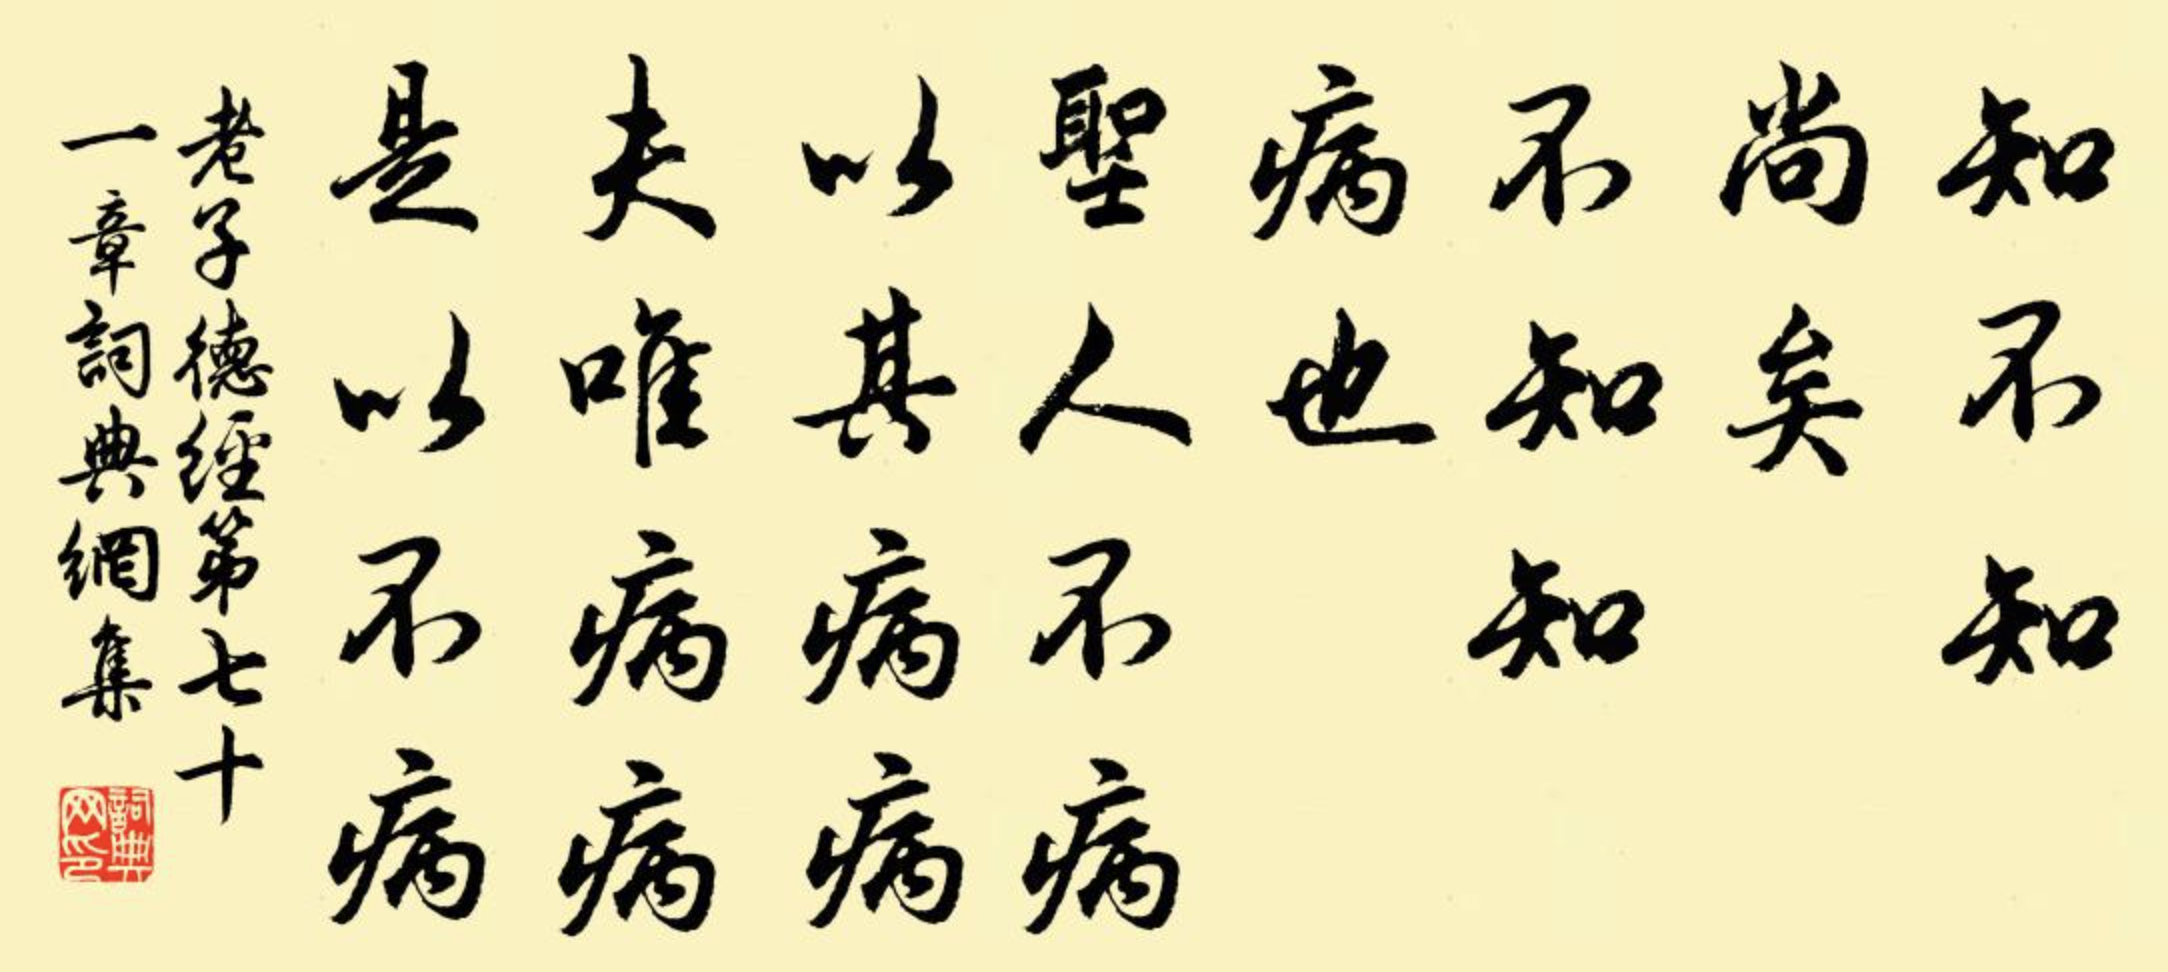 知不知
尚矣
不知知
病也
聖人不病
以其病病
夫唯病病
是以不病
老子德經第七十
一章詞典網集
詞典
网印